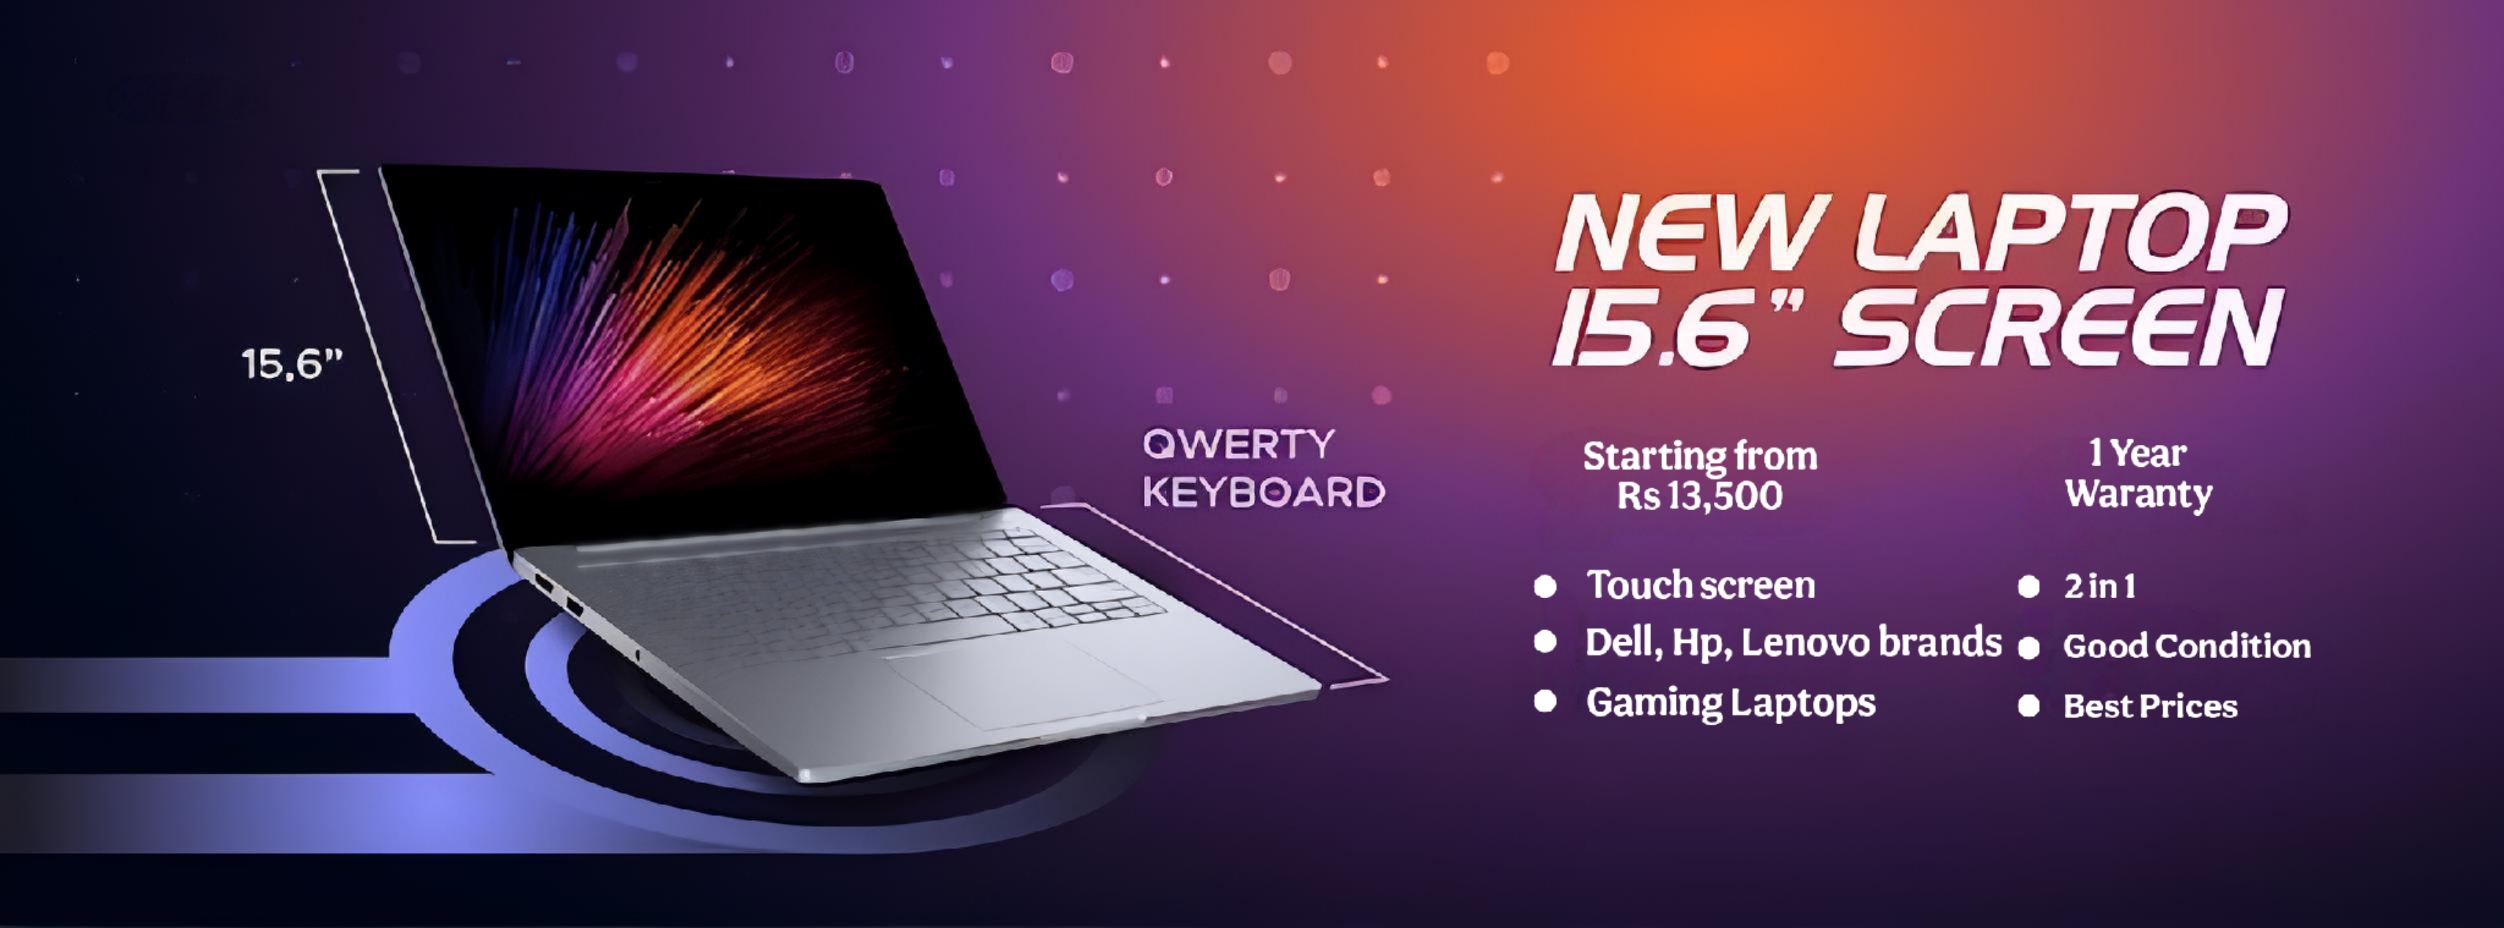 15.6”
QWERTY
KEYBOARD
NEW LAPTOP
15.6” SCREEN
Starting from
Rs 13,500
1 Year
Waranty
Touch screen
Dell, Hp, Lenovo brands
Gaming Laptops
2 in 1
Good Condition
Best Prices